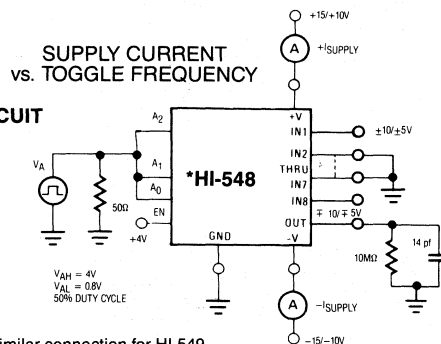 SUPPLY CURRENT
vs. TOGGLE FREQUENCY
CUIT
+15/+10V
A
+ISUPPLY
A2
A1
A0
EN
+4V
VA
50Ω
*HI-548
+V
IN1
±10/±5V
IN2
THRU
IN7
IN8
∓10/∓5V
OUT
GND
-V
10MΩ
14 pf
VAH = 4V
VAL = 0.8V
50% DUTY CYCLE
A
-ISUPPLY
-15/-10V
imilar connection for HI-549